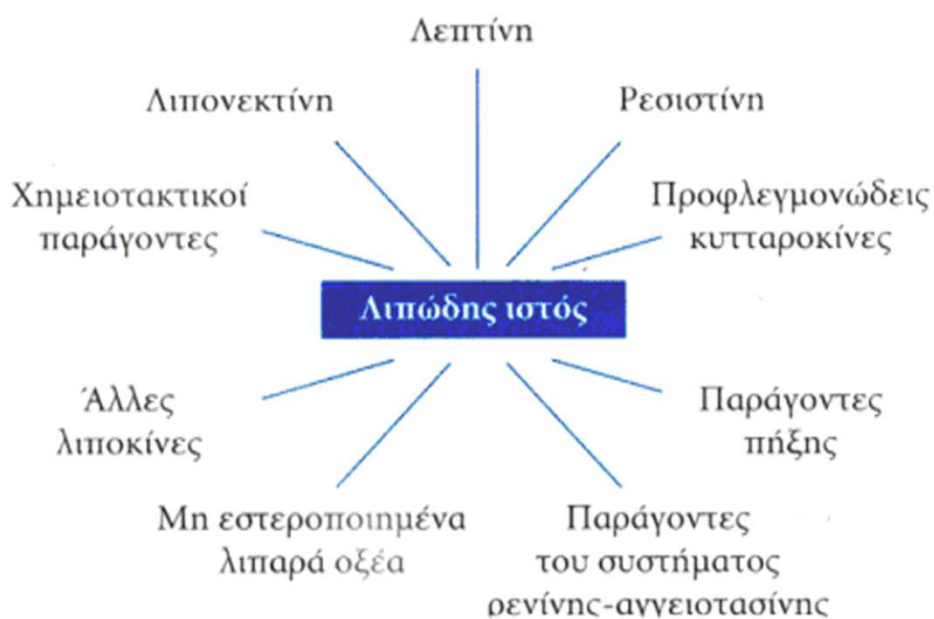 Λεπτίνη
Λιπονεκτίνη
Ρεσιστίνη
Χημειοτακτικοί
παράγοντες
Προφλεγμονώδεις
κυτταροκίνες
Λιπώδης ιστός
Άλλες
λιποκίνες
Παράγοντες
πήξης
Μη εστεροποιημένα
λιπαρά οξέα
Παράγοντες
του συστήματος
ρενίνης-αγγειοτασίνης